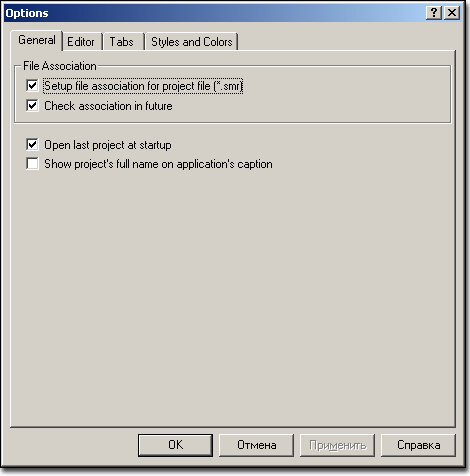 Options
General Editor Tabs Styles and Colors
File Association
Setup file association for project file (*.smr)
Check association in future
Open last project at startup
Show project's full name on application's caption
OK Отмена Применить Справка